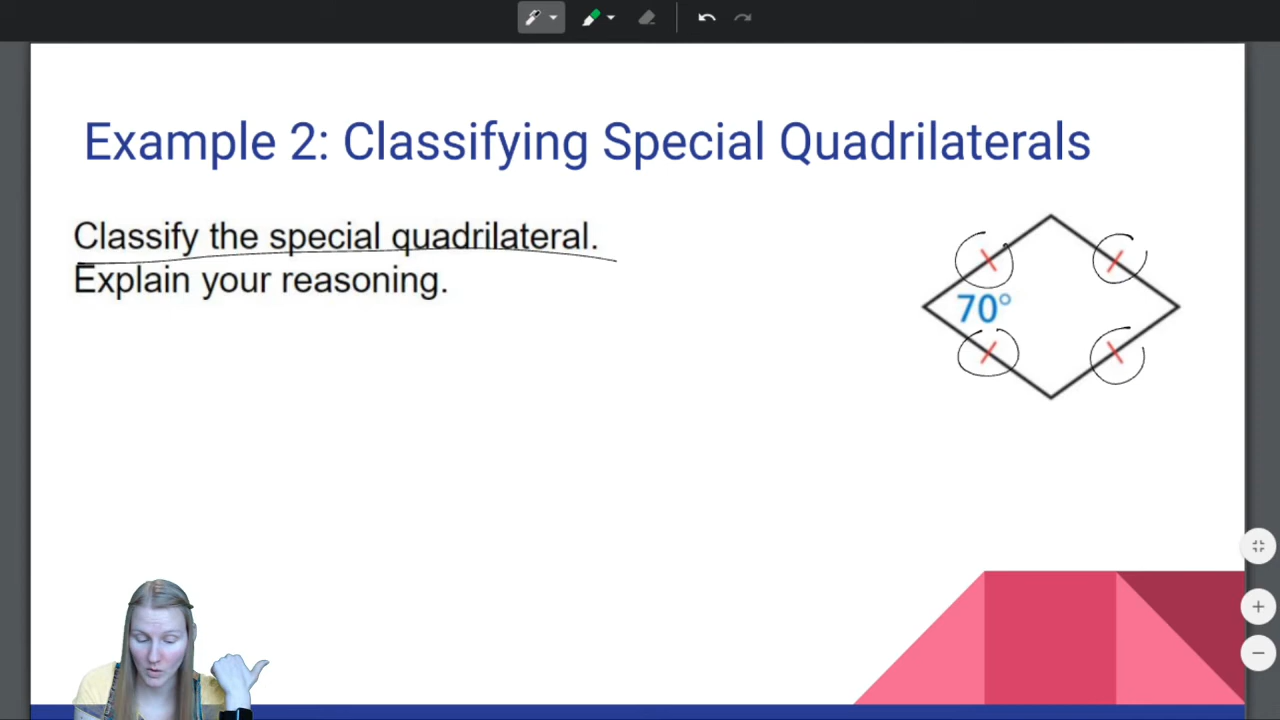 Example 2: Classifying Special Quadrilaterals
Classify the special quadrilateral.
Explain your reasoning.
70°